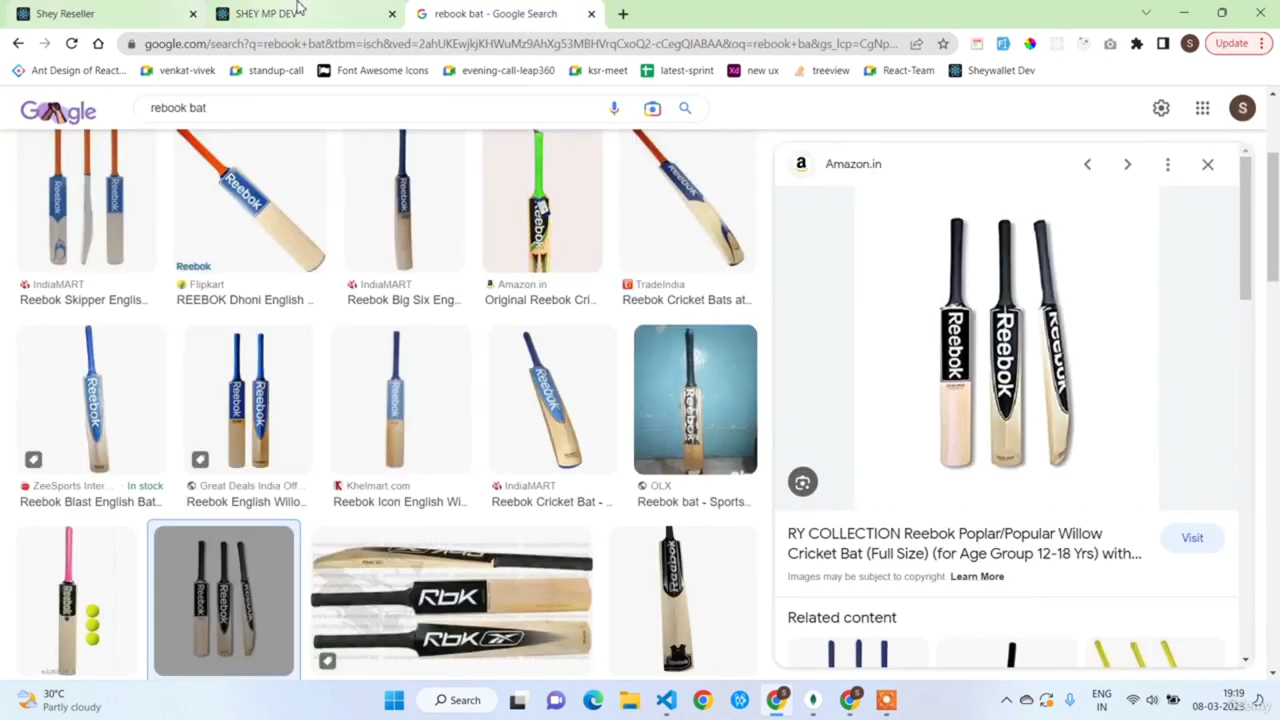 Shey Reseller
SHEY MP DEV
rebook bat - Google Search
google.com/search?q=rebook+bat&tbm=isch&ved=2ahUKEwjkjKHWuMz9AhXg53MBHVrqCxoQ2-cCegQIABAA&oq=rebook+ba&gs_lcp=CgNp...
S
Update
Ant Design of React...
venkat-vivek
standup-call
Font Awesome Icons
evening-call-leap360
ksr-meet
latest-sprint
Xd
new ux
treeview
React-Team
Sheywallet Dev
rebook bat
S
a
Amazon.in
Reebok
IndiaMART
Reebok Skipper Englis...
Flipkart
REEBOK Dhoni English ...
IndiaMART
Reebok Big Six Eng...
Amazon.in
Original Reebok Cri...
TradeIndia
Reebok Cricket Bats at...
Reebok
Reebok
Reebok
ZeeSports Inter... · In stock
Reebok Blast English Bat...
Great Deals India Off...
Reebok English Willo...
Khelmart.com
Reebok Icon English Wi...
IndiaMART
Reebok Cricket Bat - ...
OLX
Reebok bat - Sports...
RY COLLECTION Reebok Poplar/Popular Willow
Cricket Bat (Full Size) (for Age Group 12-18 Yrs) with...
Visit
Images may be subject to copyright
Learn More
Related content
RbK
RbK
30°C
Partly cloudy
Search
ENG
IN
19:19
08-03-2023